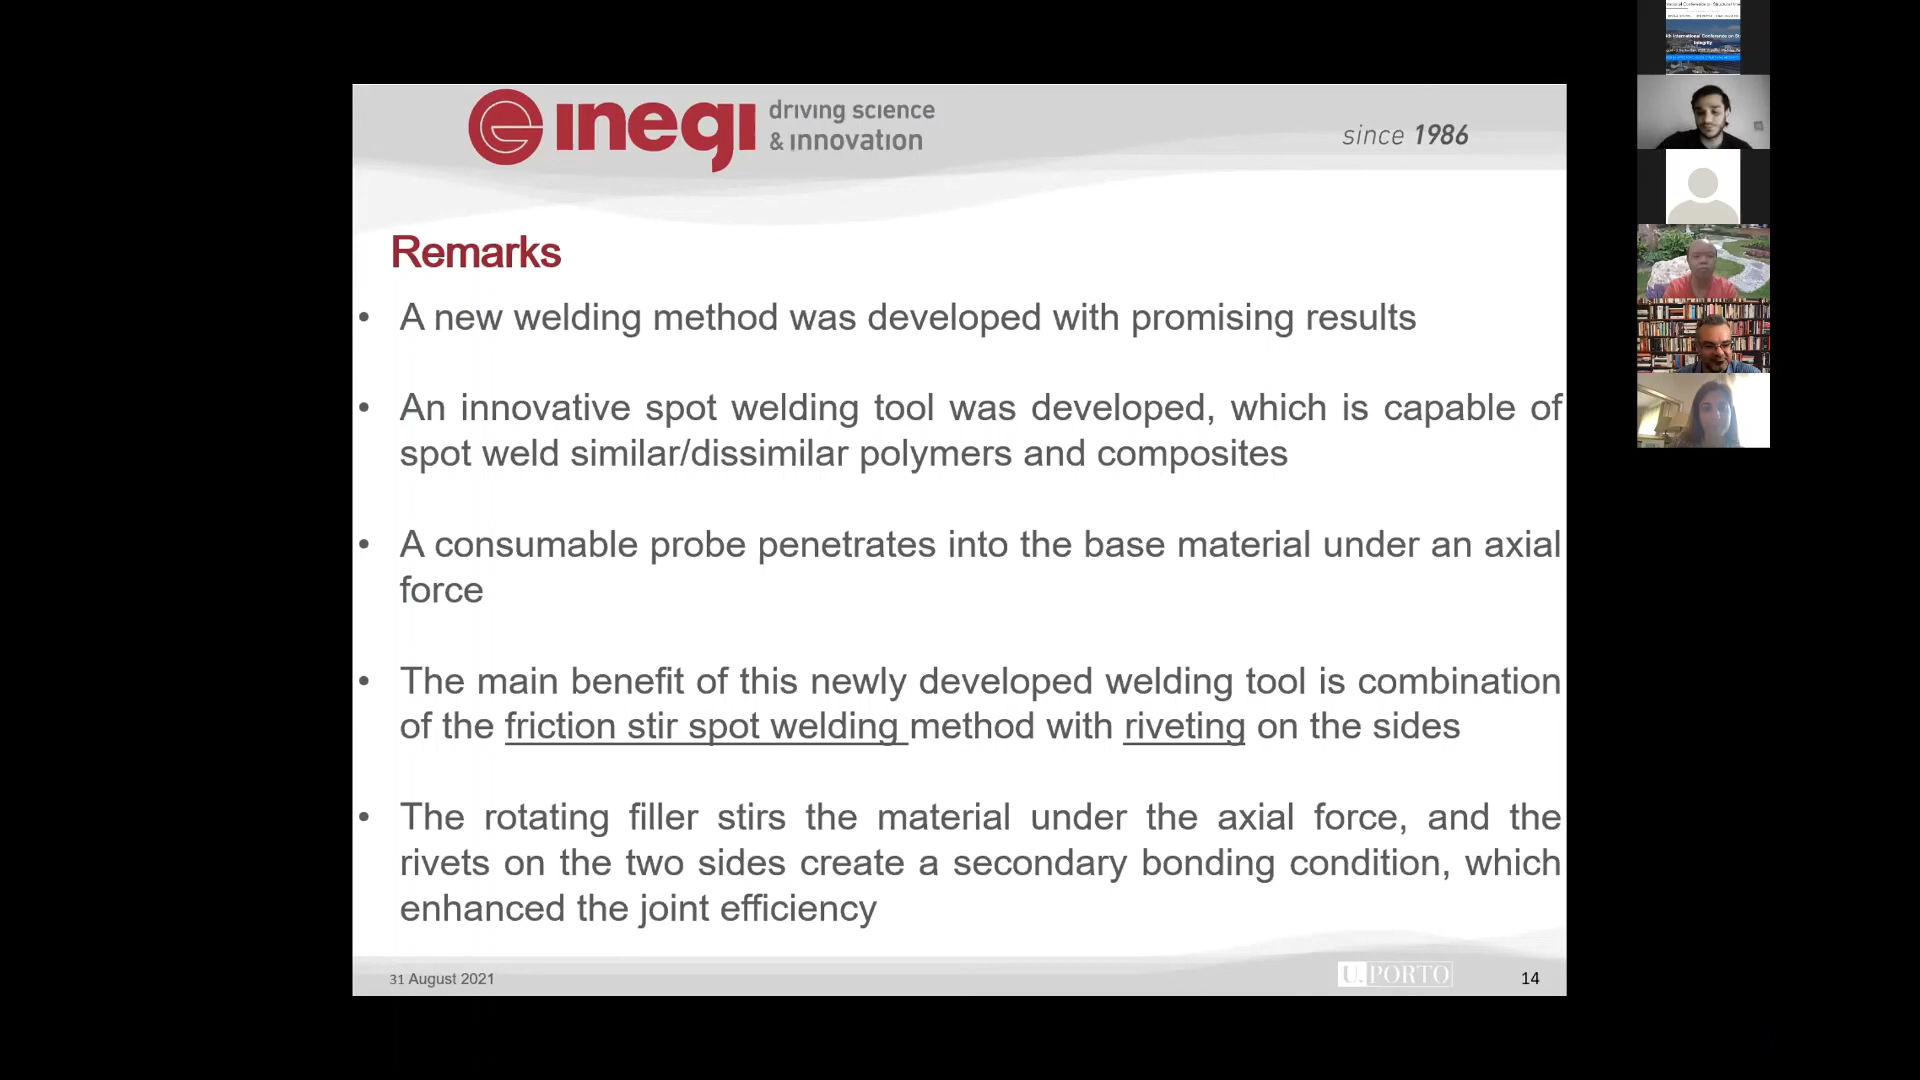 inegi
driving science
& innovation
since 1986
Remarks
• A new welding method was developed with promising results
• An innovative spot welding tool was developed, which is capable of
spot weld similar/dissimilar polymers and composites
• A consumable probe penetrates into the base material under an axial
force
• The main benefit of this newly developed welding tool is combination
of the friction stir spot welding method with riveting on the sides
• The rotating filler stirs the material under the axial force, and the
rivets on the two sides create a secondary bonding condition, which
enhanced the joint efficiency
31 August 2021
U.PORTO
14
International Conference on